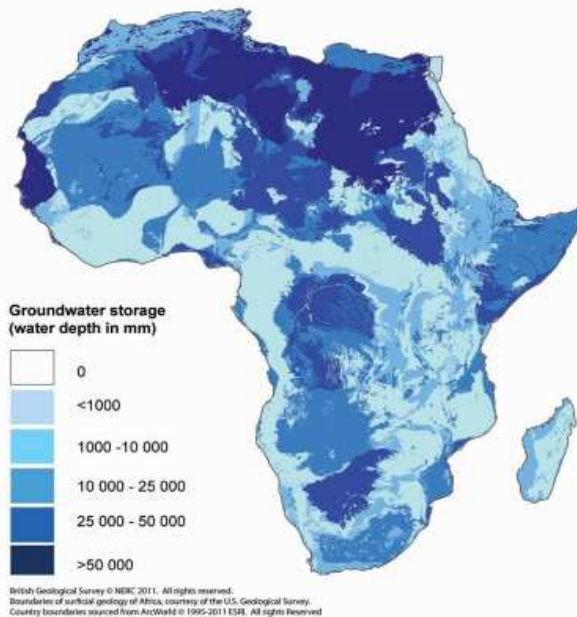 Groundwater storage
(water depth in mm)
0
<1000
1000 -10 000
10 000 - 25 000
25 000 - 50 000
>50 000
British Geological Survey © NERC 2011. All rights reserved.
Boundaries of surficial geology of Africa, courtesy of the U.S. Geological Survey.
Country boundaries sourced from ArcWorld © 1995-2011 ESRI. All rights Reserved